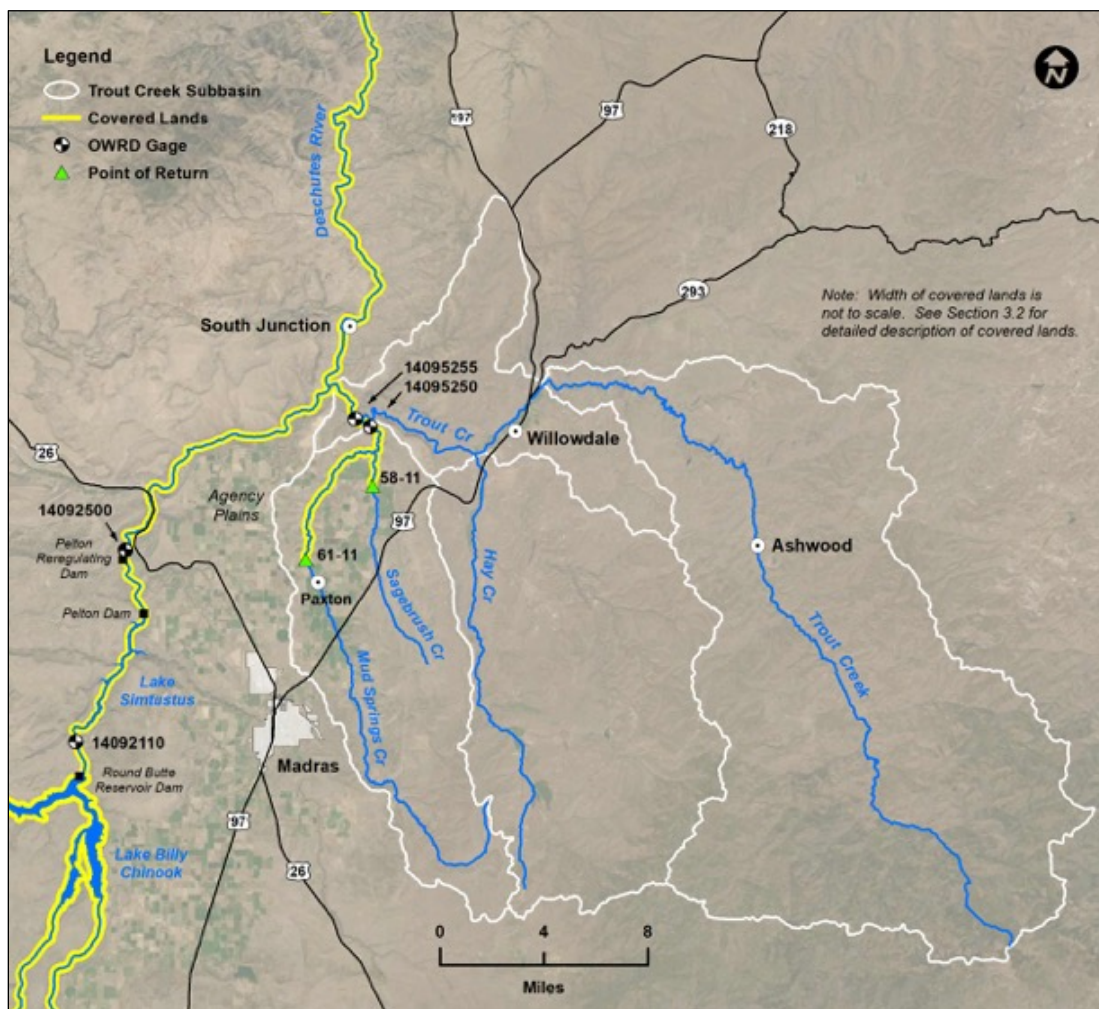 Legend
Trout Creek Subbasin
Covered Lands
OWRD Gage
Point of Return
N
Deschutes River
197
97
218
293
Note: Width of covered lands is
not to scale. See Section 3.2 for
detailed description of covered lands.
South Junction
14095255
14095250
Trout Cr
Willowdale
26
Agency
Plains
58-11
97
14092500
Pelton
Reregulating
Dam
61-11
Paxton
Hay Cr
Ashwood
Pelton Dam
Sagebrush Cr
Trout Creek
Lake
Simtustus
Mud Springs Cr
14092110
Madras
Round Butte
Reservoir Dam
97
Lake Billy
Chinook
26
0 4 8
Miles